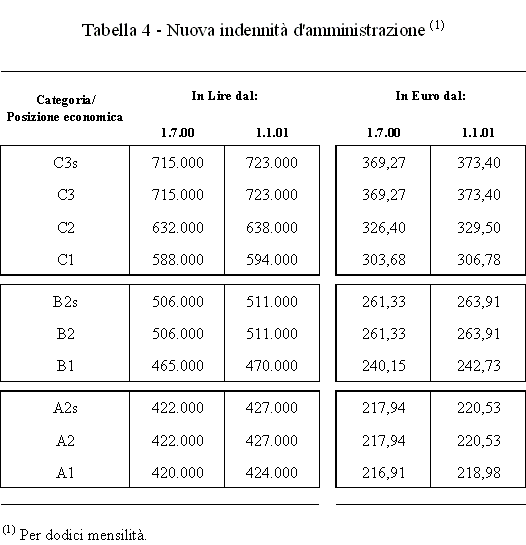 Tabella 4 - Nuova indennità d'amministrazione (1)
Categoria/ Posizione economica In Lire dal: In Euro dal:
1.7.00 1.1.01 1.7.00 1.1.01
C3s 715.000 723.000 369,27 373,40
C3 715.000 723.000 369,27 373,40
C2 632.000 638.000 326,40 329,50
C1 588.000 594.000 303,68 306,78
B2s 506.000 511.000 261,33 263,91
B2 506.000 511.000 261,33 263,91
B1 465.000 470.000 240,15 242,73
A2s 422.000 427.000 217,94 220,53
A2 422.000 427.000 217,94 220,53
A1 420.000 424.000 216,91 218,98
(1) Per dodici mensilità.